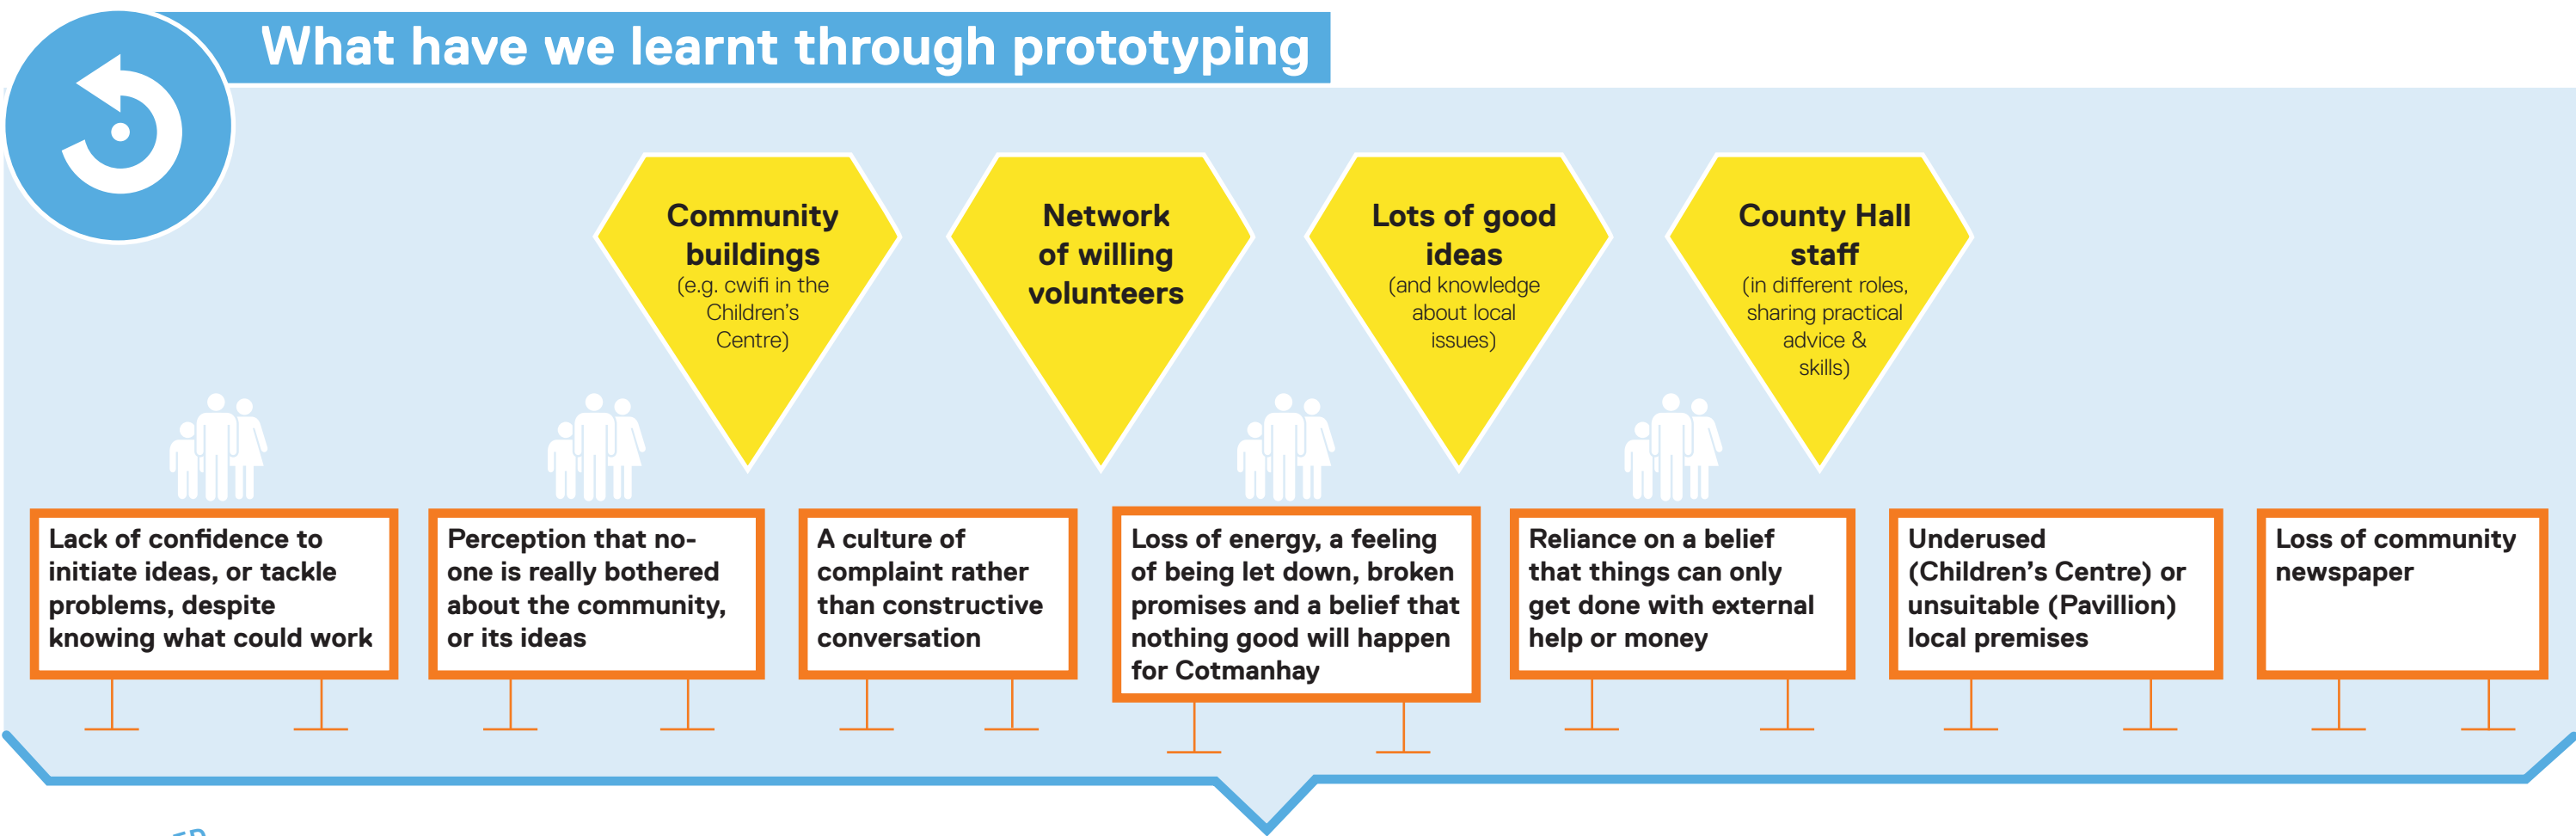 What have we learnt through prototyping
Community
buildings
(e.g. cwifi in the
Children's
Centre)
Network
of willing
volunteers
Lots of good
ideas
(and knowledge
about local
issues)
County Hall
staff
(in different roles,
sharing practical
advice &
skills)
Lack of confidence to
initiate ideas, or tackle
problems, despite
knowing what could work
Perception that no-
one is really bothered
about the community,
or its ideas
A culture of
complaint rather
than constructive
conversation
Loss of energy, a feeling
of being let down, broken
promises and a belief that
nothing good will happen
for Cotmanhay
Reliance on a belief
that things can only
get done with external
help or money
Underused
(Children's Centre) or
unsuitable (Pavillion)
local premises
Loss of community
newspaper